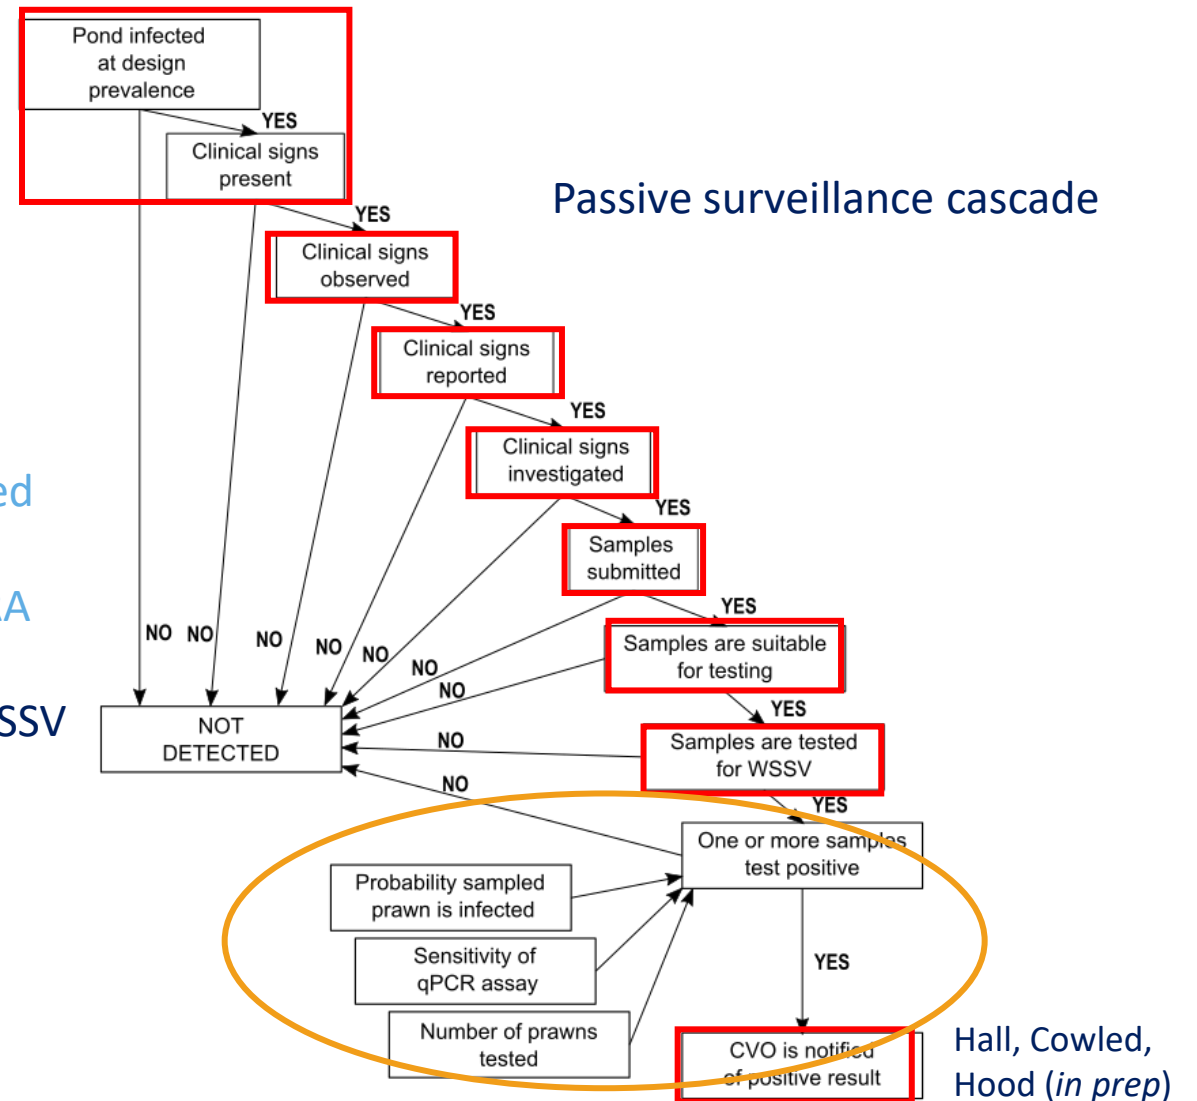 Pond infected
at design
prevalence
YES
Clinical signs
present
Passive surveillance cascade
YES
Clinical signs
observed
YES
Clinical signs
reported
YES
Clinical signs
investigated
ed
YES
Samples
submitted
AA
YES
NO NO NO NO NO NO
Samples are suitable
for testing
NO
SSV
YES
NOT
DETECTED
NO
Samples are tested
for WSSV
NO
YES
One or more samples
test positive
Probability sampled
prawn is infected
Sensitivity of
qPCR assay
YES
Number of prawns
tested
CVO is notified
of positive result
Hall, Cowled,
Hood (in prep)